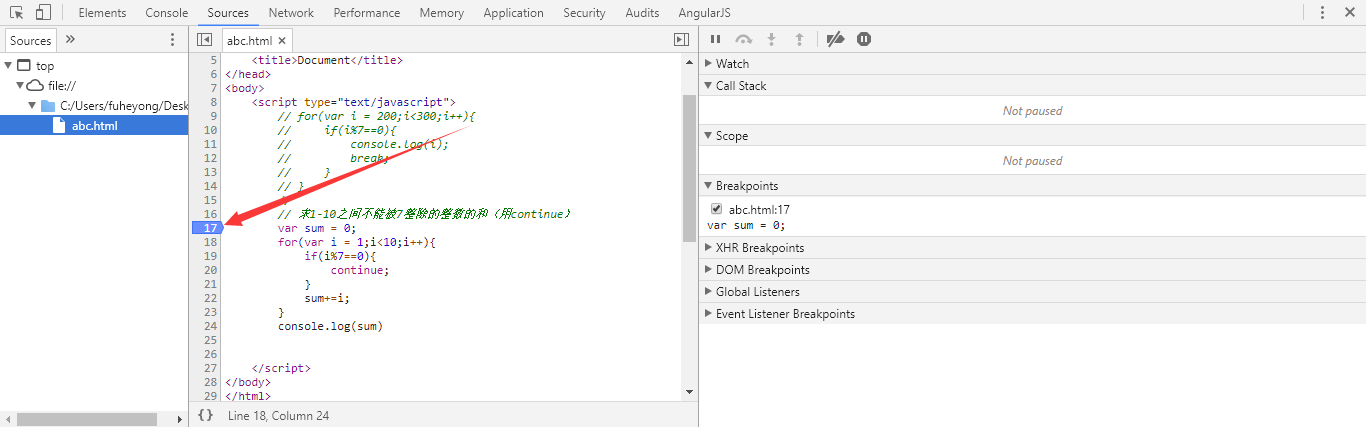 Elements Console Sources Network Performance Memory Application Security Audits AngularJS
Sources
abc.html
top
file://
C:/Users/fuheyong/Desk
abc.html
5 <title>Document</title>
6 </head>
7 <body>
8 <script type="text/javascript">
9 // for(var i = 200;i<300;i++){
10 // if(i%7==0){
11 // console.log(i);
12 // break;
13 // }
14 // }
15 //
16 // 求1-10之间不能被7整除的整数的和（用continue）
17 var sum = 0;
18 for(var i = 1;i<10;i++){
19 if(i%7==0){
20 continue;
21 }
22 sum+=i;
23 }
24 console.log(sum)
25
26
27 </script>
28 </body>
29 </html>
{} Line 18, Column 24
Watch
Call Stack
Not paused
Scope
Not paused
Breakpoints
abc.html:17
var sum = 0;
XHR Breakpoints
DOM Breakpoints
Global Listeners
Event Listener Breakpoints